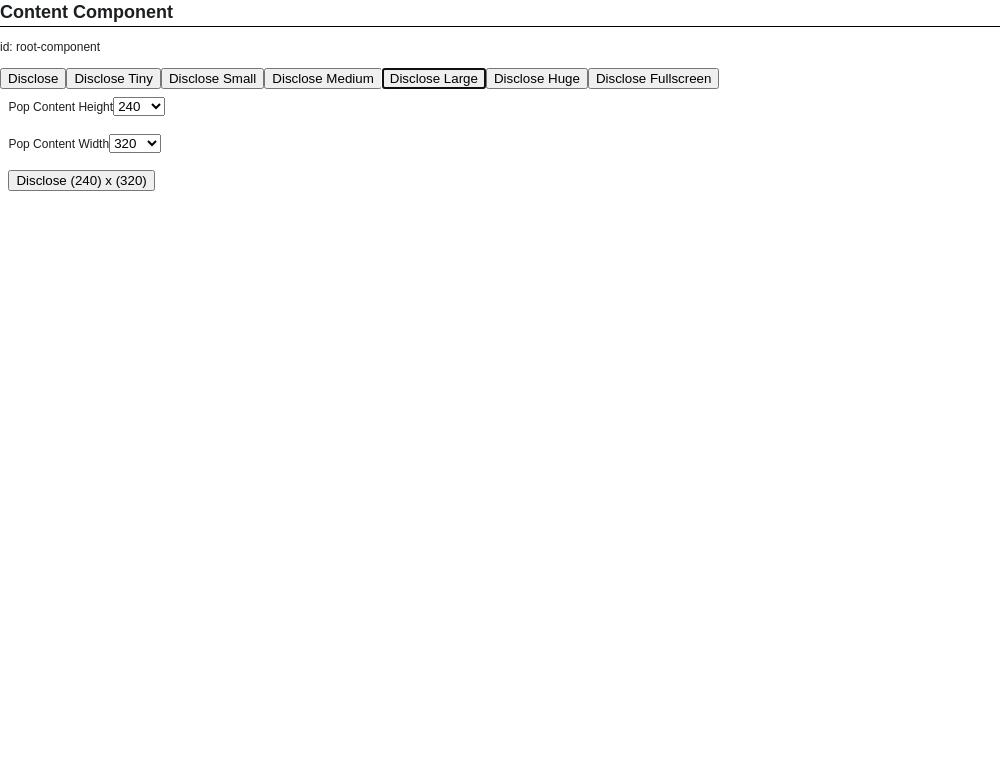 Content Component
id: root-component
Disclose Disclose Tiny Disclose Small Disclose Medium Disclose Large Disclose Huge Disclose Fullscreen
Pop Content Height 240
Pop Content Width 320
Disclose (240) x (320)